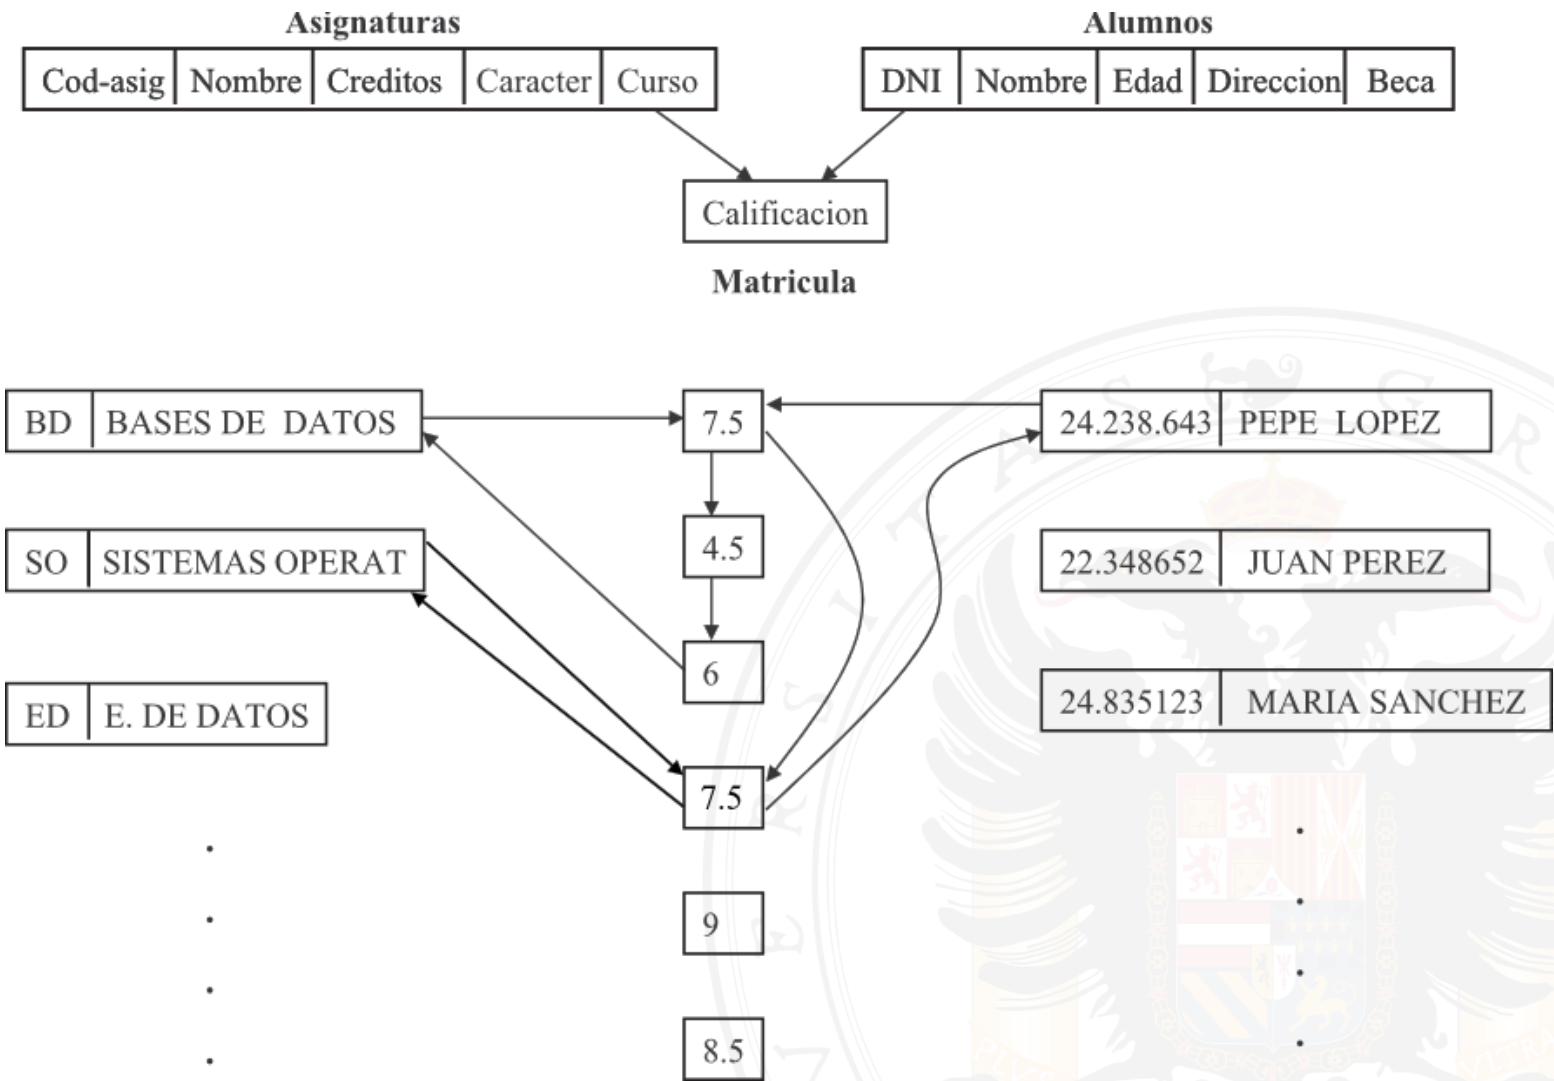 Asignaturas
Alumnos
Cod-asig Nombre Creditos Caracter Curso
DNI Nombre Edad Direccion Beca
Calificacion
Matricula
BD BASES DE DATOS
7.5
24.238.643 PEPE LOPEZ
SO SISTEMAS OPERAT
4.5
22.348652 JUAN PEREZ
6
ED E. DE DATOS
24.835123 MARIA SANCHEZ
7.5
9
8.5